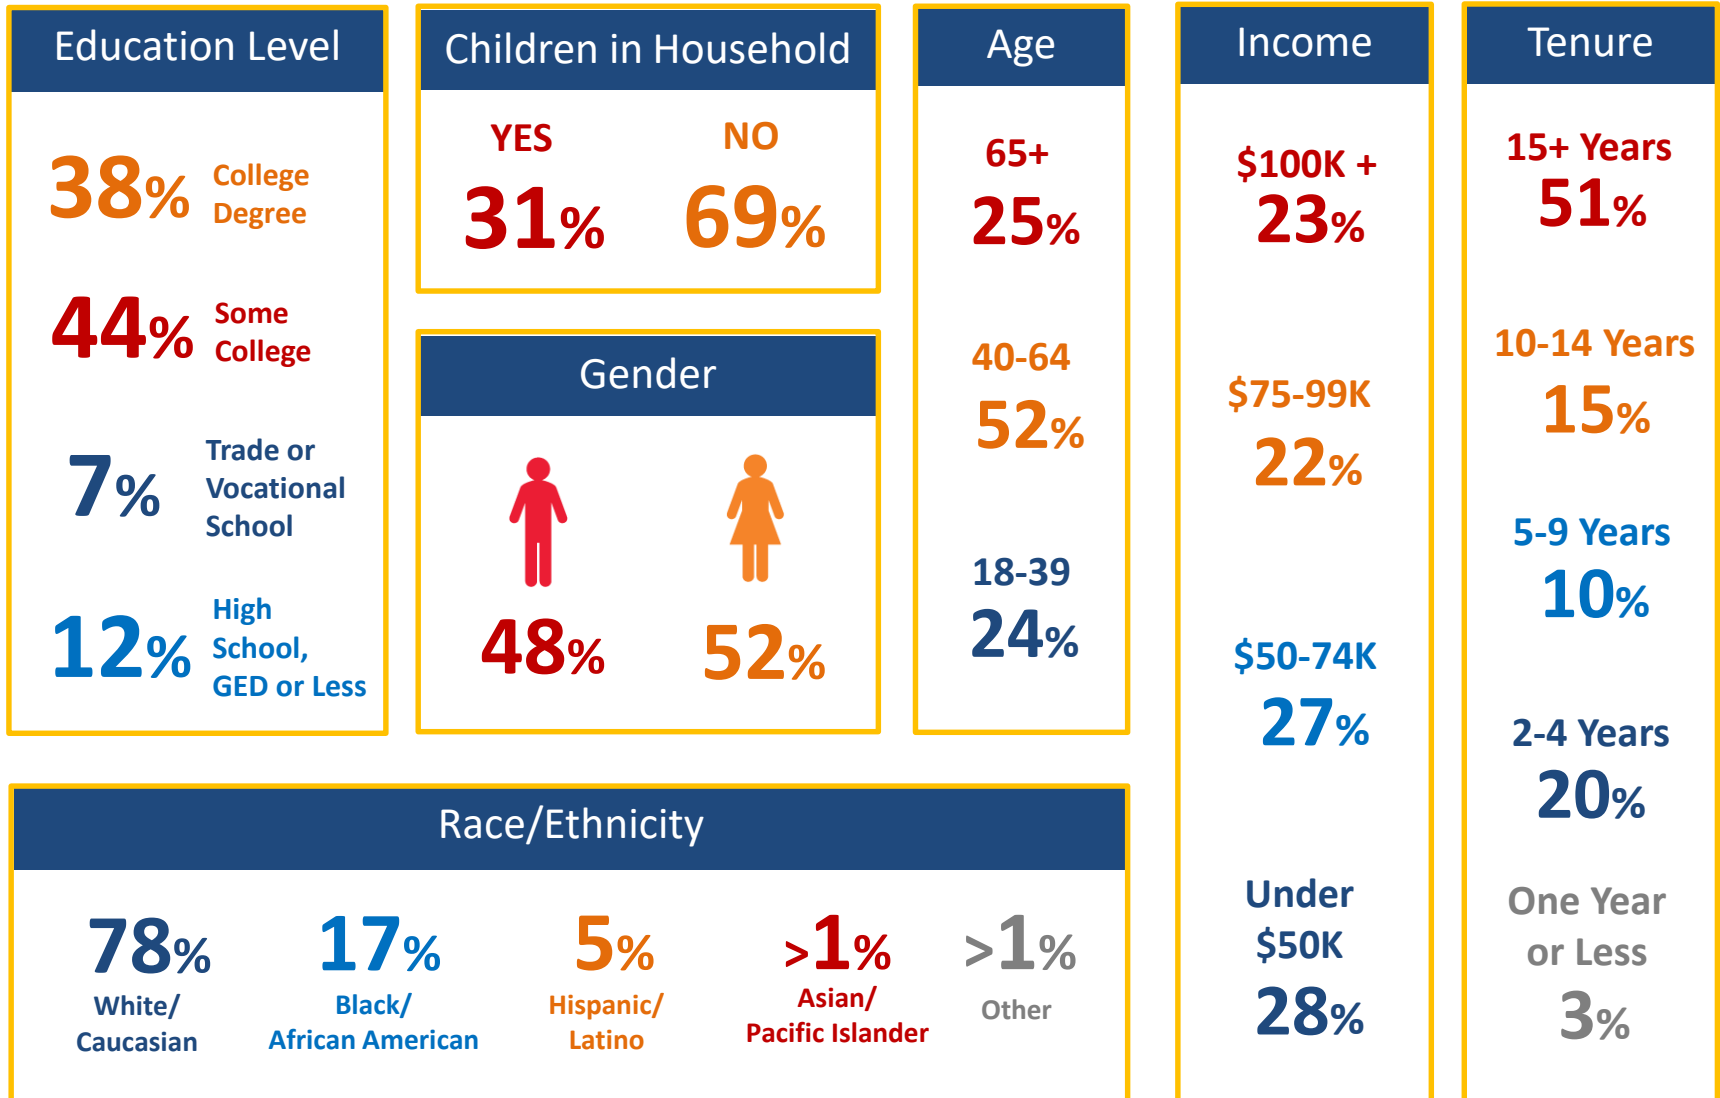 Education Level
38% College
Degree
44% Some
College
7% Trade or
Vocational
School
12% High
School,
GED or Less
Children in Household
YES NO
31% 69%
Gender
48% 52%
Age
65+
25%
40-64
52%
18-39
24%
Income
$100K +
23%
$75-99K
22%
$50-74K
27%
Under
$50K
28%
Tenure
15+ Years
51%
10-14 Years
15%
5-9 Years
10%
2-4 Years
20%
One Year
or Less
3%
Race/Ethnicity
78%
White/
Caucasian
17%
Black/
African American
5%
Hispanic/
Latino
>1%
Asian/
Pacific Islander
>1%
Other